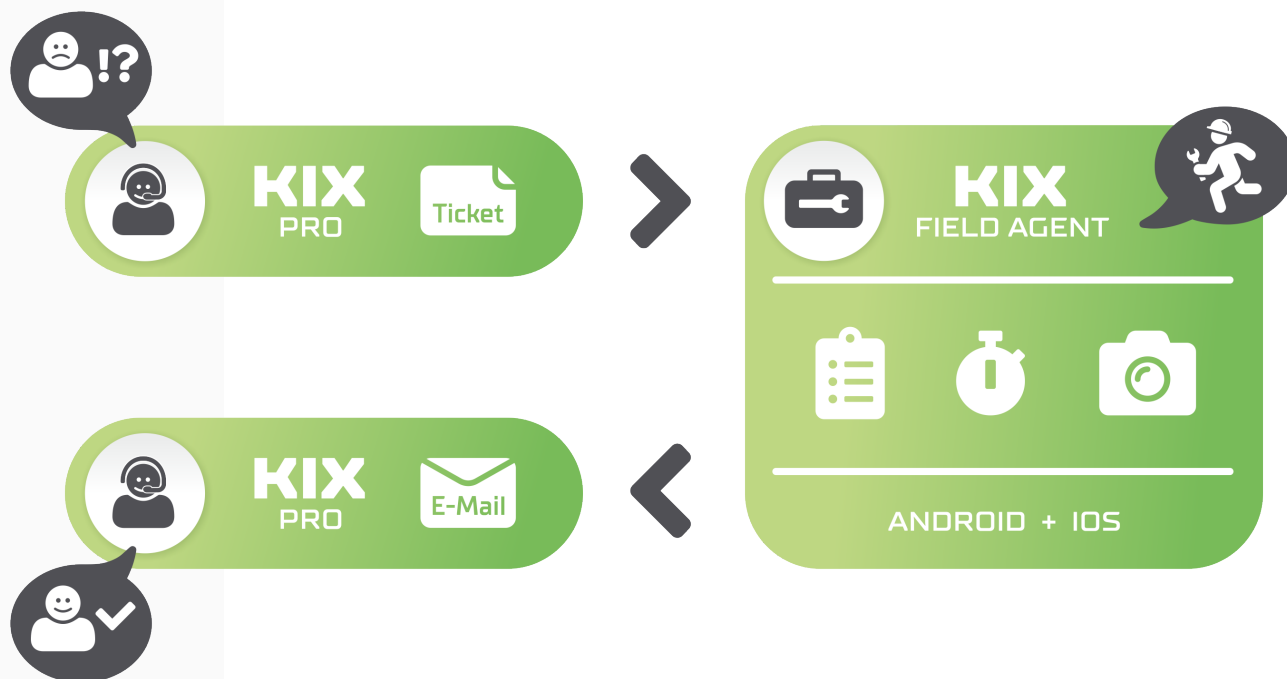 !?
KIX
PRO
Ticket
KIX
FIELD AGENT
KIX
PRO
E-Mail
ANDROID + IOS